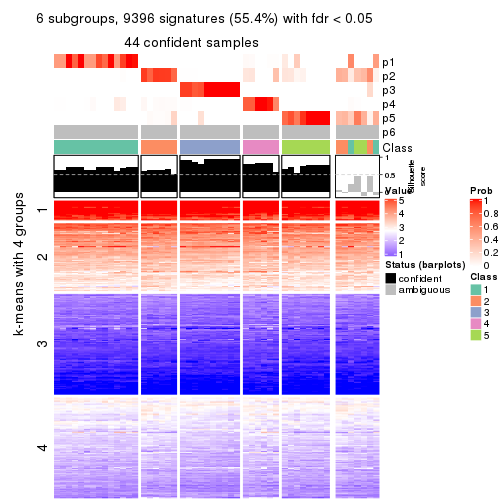 6 subgroups, 9396 signatures (55.4%) with fdr < 0.05
44 confident samples
p1
p2
p3
p4
p5
p6
Class
1
0.5
0
Silhouette
score
k-means with 4 groups
1
2
3
4
Value
5
4
3
2
1
Status (barplots)
confident
ambiguous
Prob
1
0.8
0.6
0.4
0.2
0
Class
1
2
3
4
5